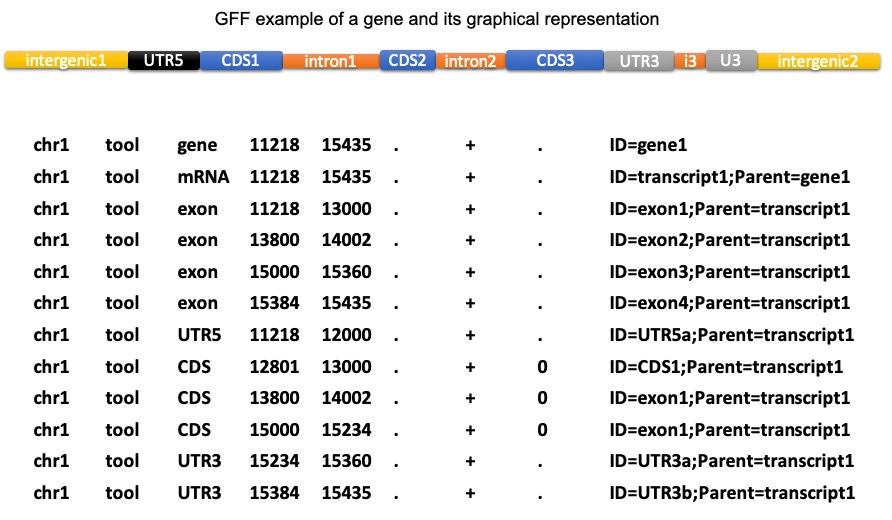 GFF example of a gene and its graphical representation
intergenic1 UTR5 CDS1 intron1 CDS2 intron2 CDS3 UTR3 i3 U3 intergenic2
chr1 tool gene 11218 15435 . + . ID=gene1
chr1 tool mRNA 11218 15435 . + . ID=transcript1;Parent=gene1
chr1 tool exon 11218 13000 . + . ID=exon1;Parent=transcript1
chr1 tool exon 13800 14002 . + . ID=exon2;Parent=transcript1
chr1 tool exon 15000 15360 . + . ID=exon3;Parent=transcript1
chr1 tool exon 15384 15435 . + . ID=exon4;Parent=transcript1
chr1 tool UTR5 11218 12000 . + . ID=UTR5a;Parent=transcript1
chr1 tool CDS 12801 13000 . + 0 ID=CDS1;Parent=transcript1
chr1 tool CDS 13800 14002 . + 0 ID=exon1;Parent=transcript1
chr1 tool CDS 15000 15234 . + 0 ID=exon1;Parent=transcript1
chr1 tool UTR3 15234 15360 . + . ID=UTR3a;Parent=transcript1
chr1 tool UTR3 15384 15435 . + . ID=UTR3b;Parent=transcript1